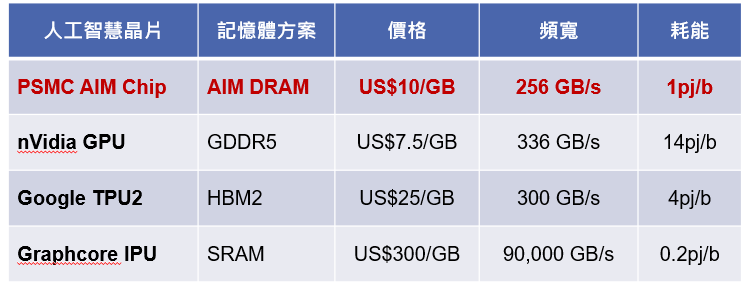 人工智慧晶片 記憶體方案 價格 頻寬 耗能
PSMC AIM Chip AIM DRAM US$10/GB 256 GB/s 1pj/b
nVidia GPU GDDR5 US$7.5/GB 336 GB/s 14pj/b
Google TPU2 HBM2 US$25/GB 300 GB/s 4pj/b
Graphcore IPU SRAM US$300/GB 90,000 GB/s 0.2pj/b